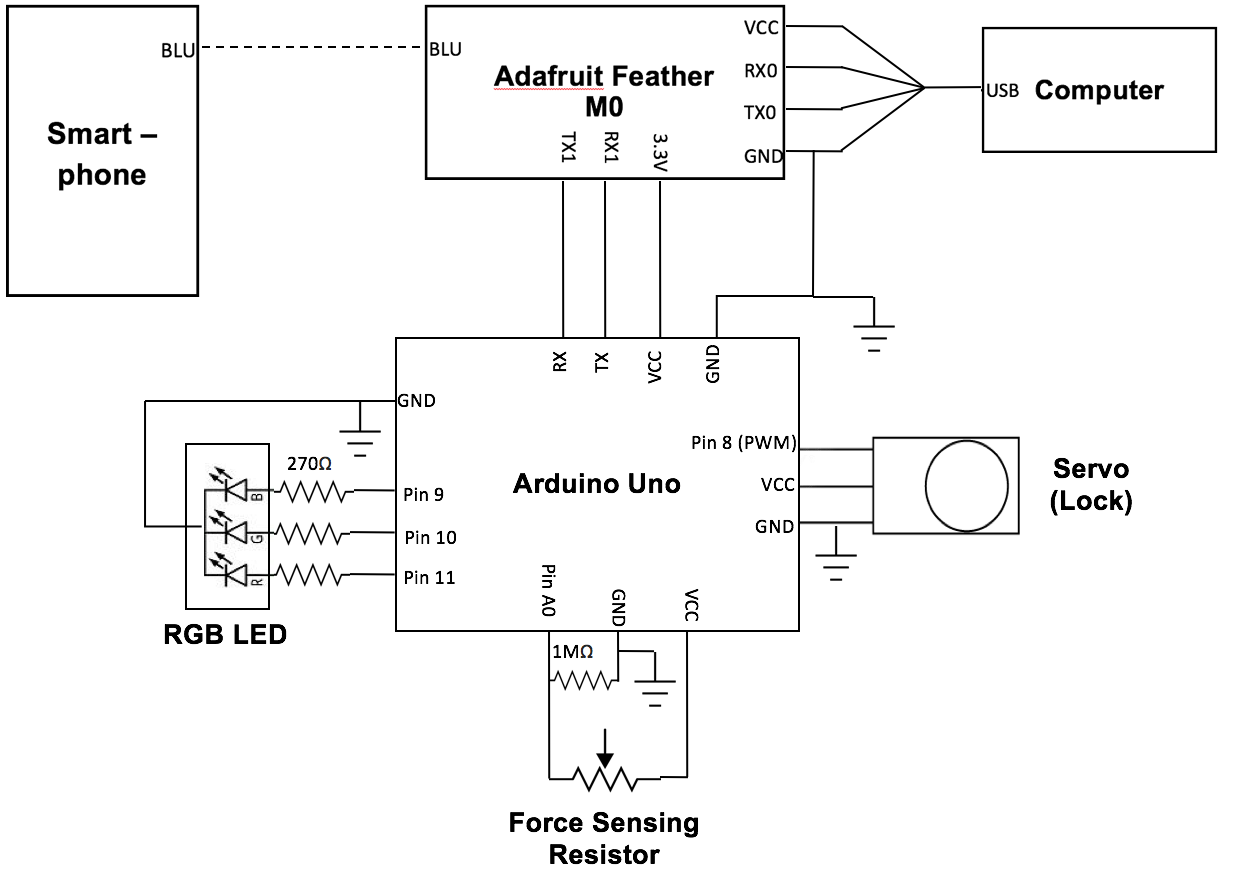 BLU
Smart –
phone
BLU
Adafruit Feather
M0
TX1
RX1
3.3V
VCC
RX0
TX0
GND
USB
Computer
RX
TX
VCC
GND
GND
270Ω
B
G
R
RGB LED
Pin 9
Pin 10
Pin 11
Arduino Uno
Pin 8 (PWM)
VCC
GND
Servo
(Lock)
Pin A0
GND
VCC
1MΩ
Force Sensing
Resistor